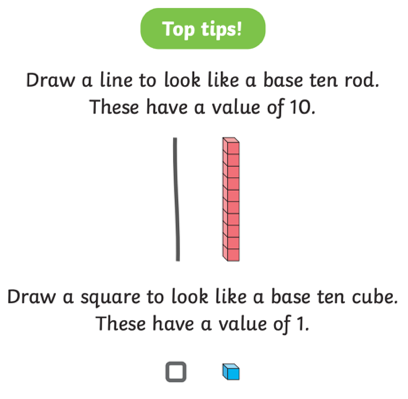 Top tips!
Draw a line to look like a base ten rod.
These have a value of 10.
Draw a square to look like a base ten cube.
These have a value of 1.